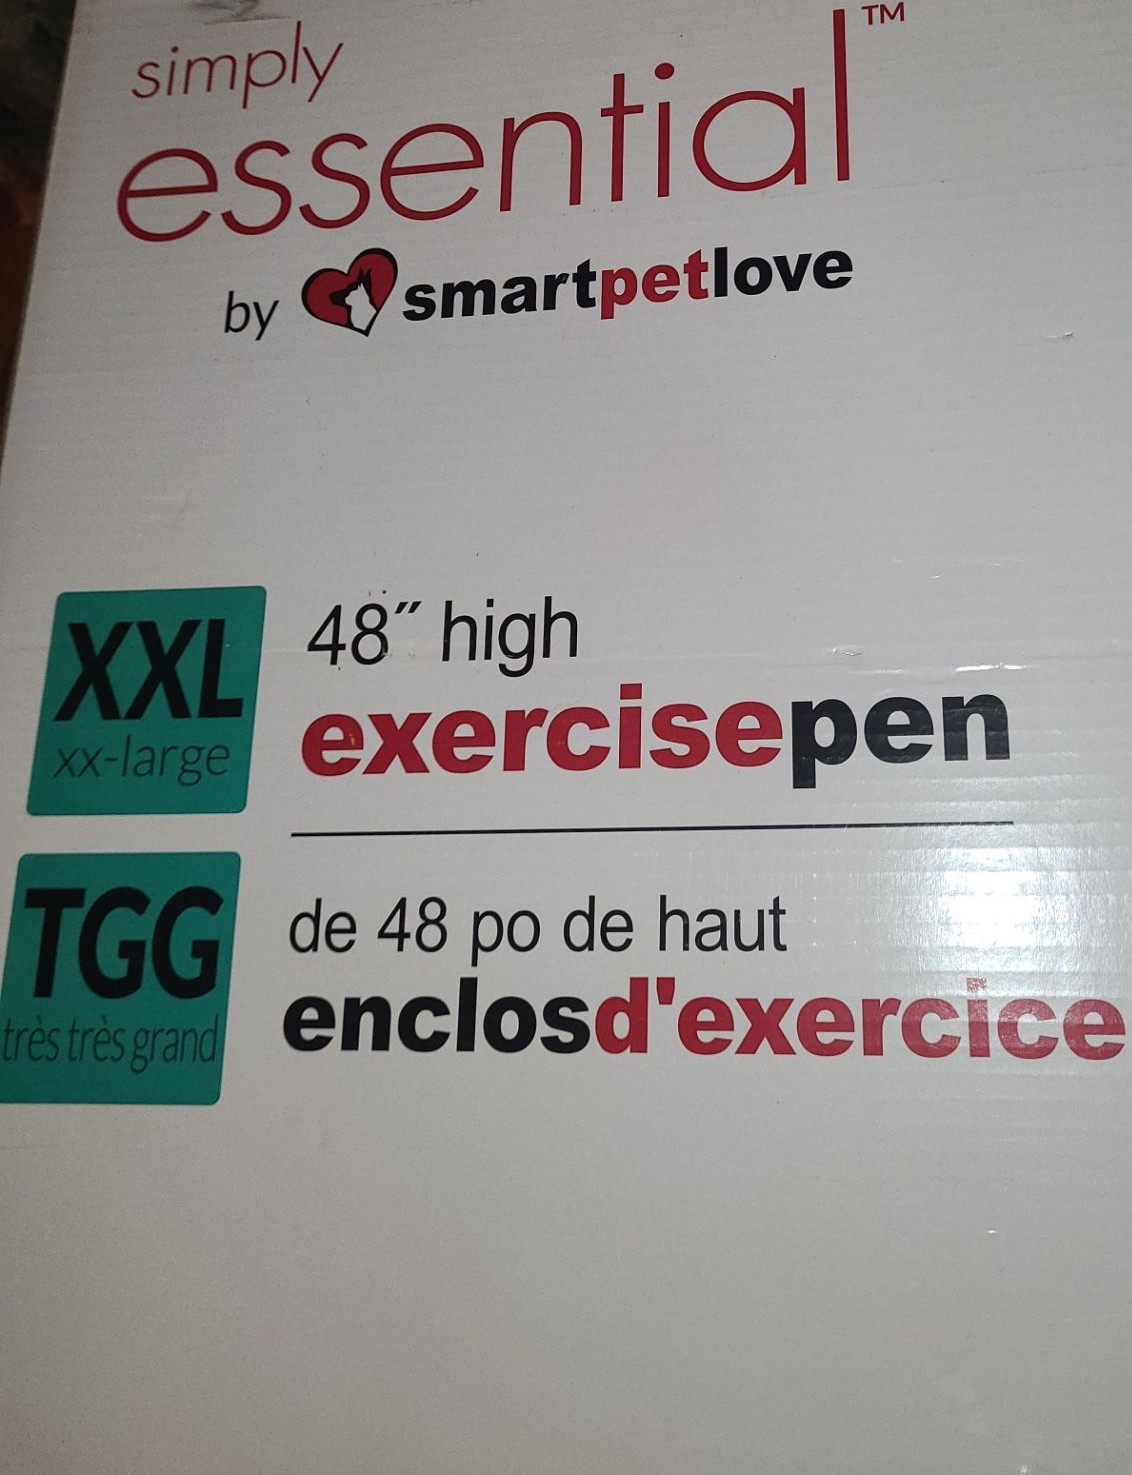 simply
essential™
by smartpetlove
XXL
xx-large
48″ high
exercisepen
TGG
très très grand
de 48 po de haut
enclosd'exercice